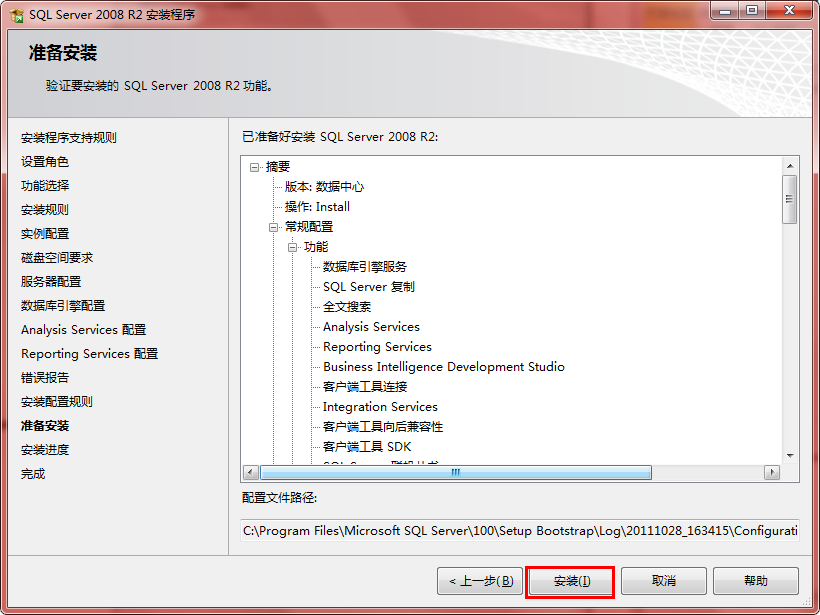 SQL Server 2008 R2 安装程序
准备安装
验证要安装的 SQL Server 2008 R2 功能。
安装程序支持规则
设置角色
功能选择
安装规则
实例配置
磁盘空间要求
服务器配置
数据库引擎配置
Analysis Services 配置
Reporting Services 配置
错误报告
安装配置规则
准备安装
安装进度
完成
已准备好安装 SQL Server 2008 R2:
摘要
版本: 数据中心
操作: Install
常规配置
功能
数据库引擎服务
SQL Server 复制
全文搜索
Analysis Services
Reporting Services
Business Intelligence Development Studio
客户端工具连接
Integration Services
客户端工具向后兼容性
客户端工具 SDK
配置文件路径:
C:\Program Files\Microsoft SQL Server\100\Setup Bootstrap\Log\20111028_163415\Configurati
< 上一步(B)
安装(I)
取消
帮助